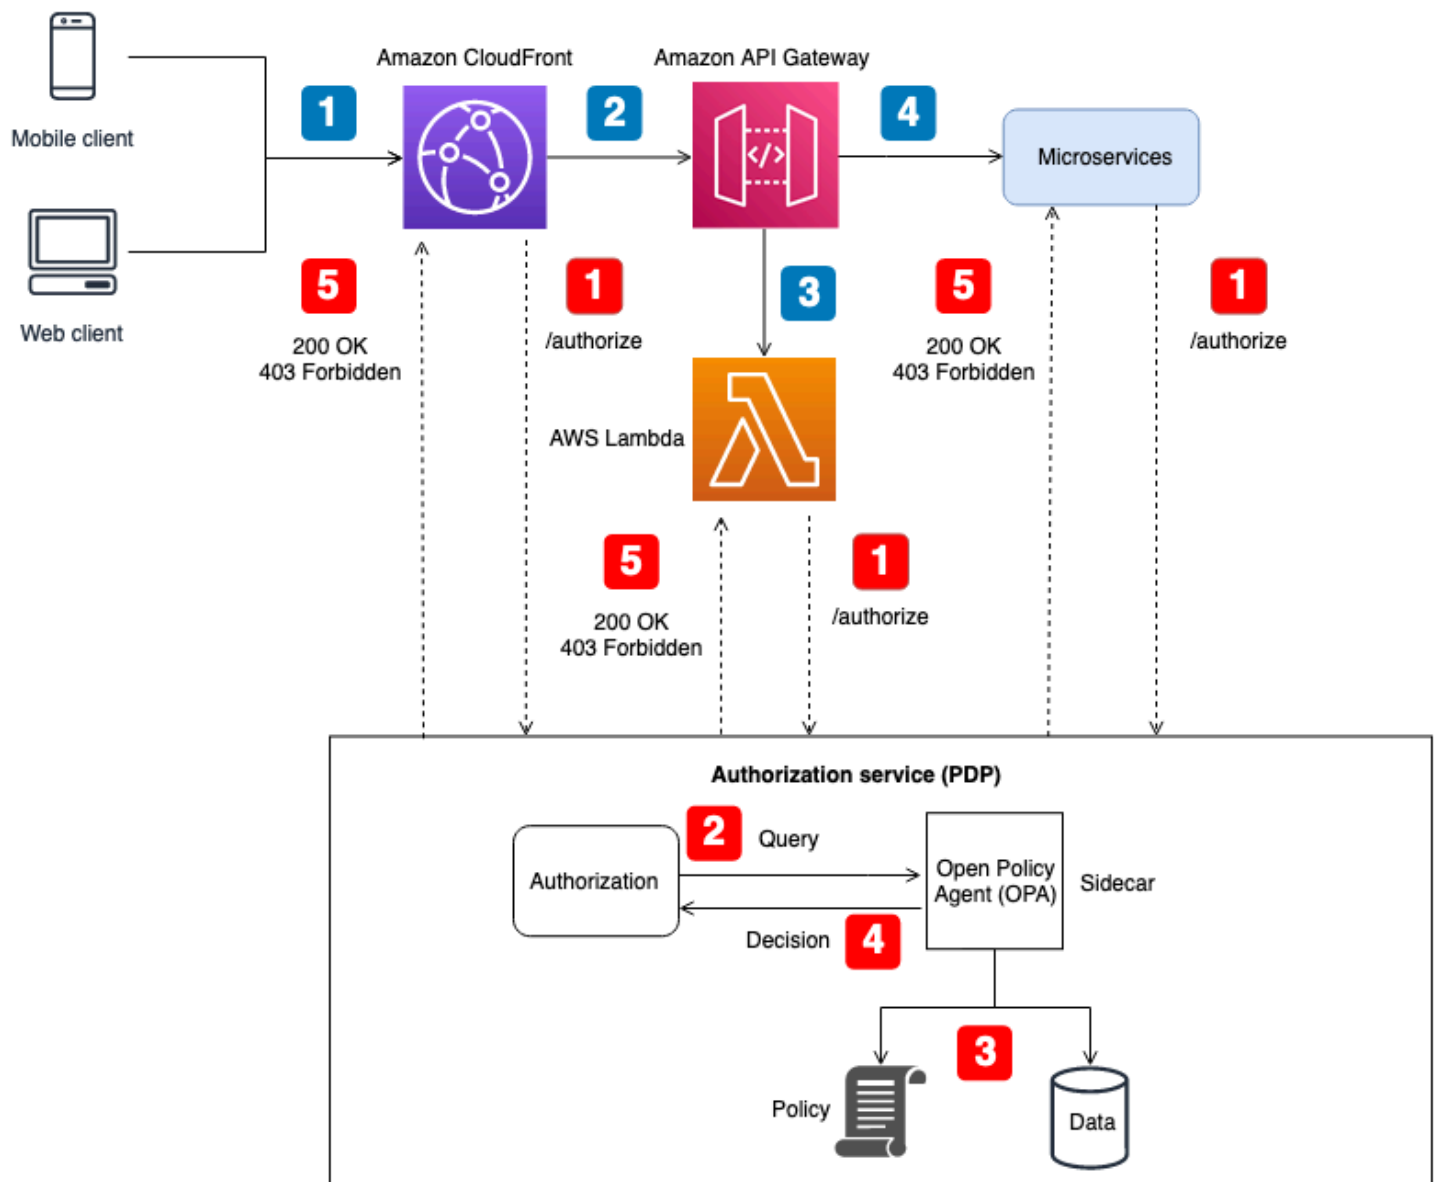 Amazon CloudFront
Amazon API Gateway
1
2
4
Mobile client
Microservices
Web client
5
200 OK
403 Forbidden
1
/authorize
3
5
200 OK
403 Forbidden
1
/authorize
AWS Lambda
5
200 OK
403 Forbidden
1
/authorize
Authorization service (PDP)
2
Query
Authorization
Open Policy
Agent (OPA)
Sidecar
Decision
4
3
Policy
Data